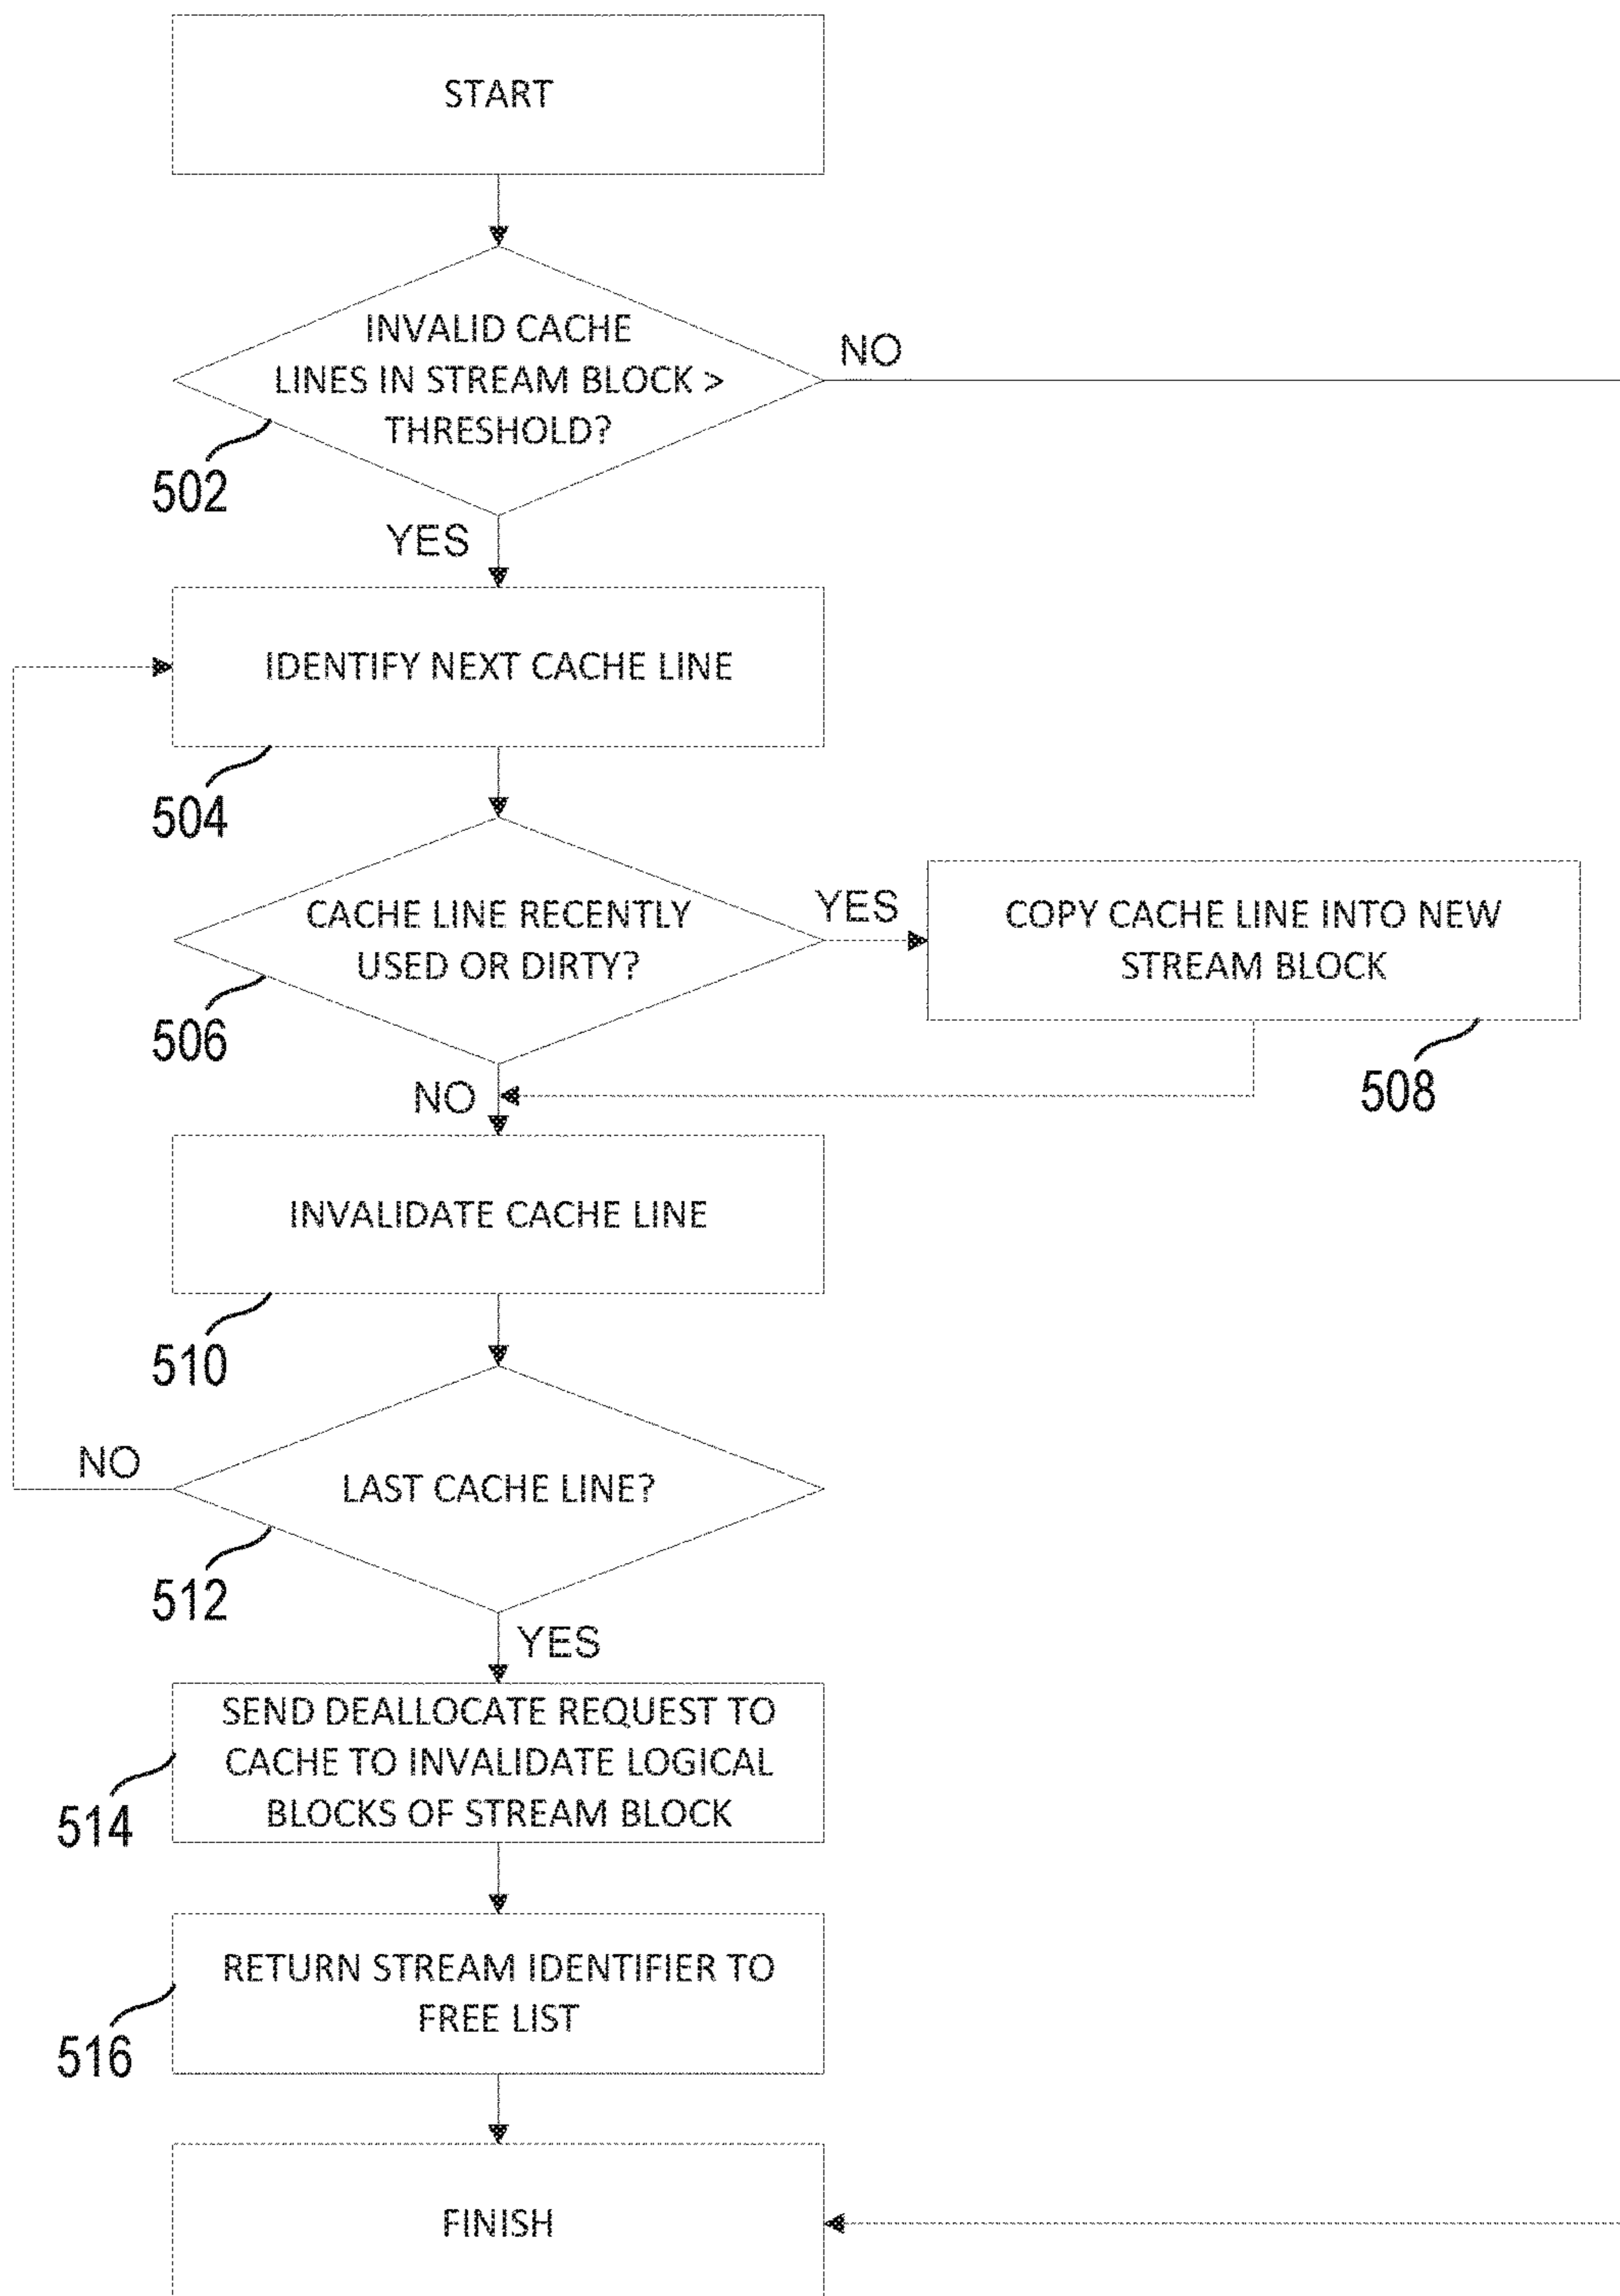 START
INVALID CACHE
LINES IN STREAM BLOCK >
THRESHOLD?
NO
502
YES
IDENTIFY NEXT CACHE LINE
504
CACHE LINE RECENTLY
USED OR DIRTY?
YES
COPY CACHE LINE INTO NEW
STREAM BLOCK
506
508
NO
INVALIDATE CACHE LINE
510
NO
LAST CACHE LINE?
512
YES
SEND DEALLOCATE REQUEST TO
CACHE TO INVALIDATE LOGICAL
BLOCKS OF STREAM BLOCK
514
RETURN STREAM IDENTIFIER TO
FREE LIST
516
FINISH